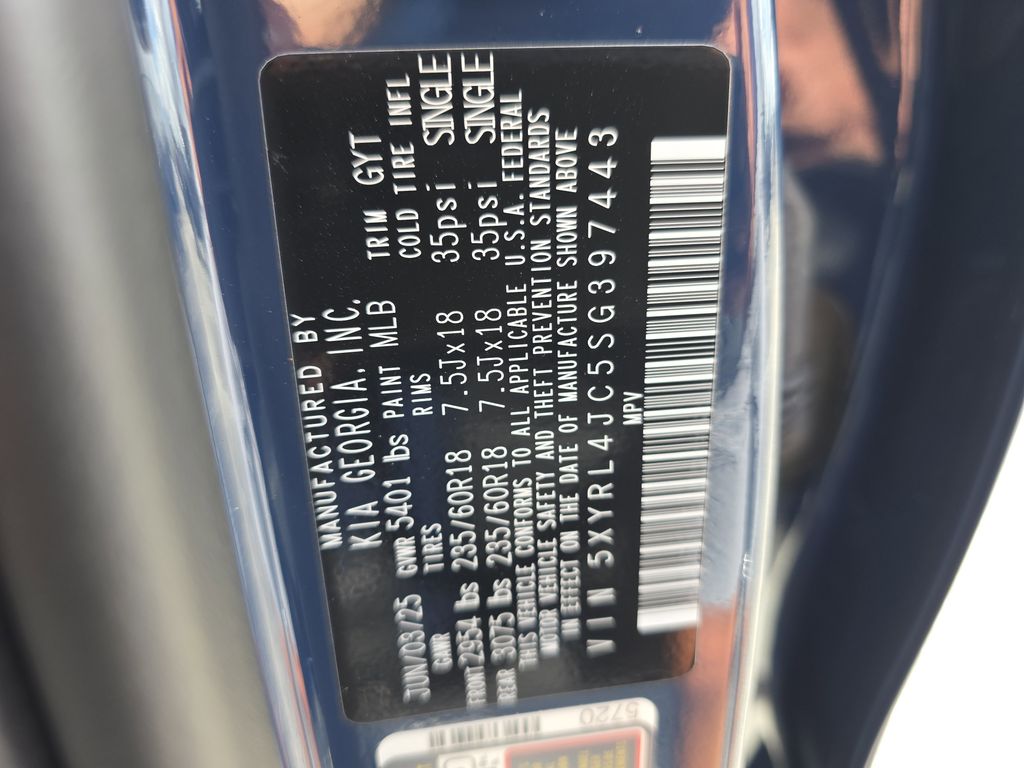 MANUFACTURED BY
KIA GEORGIA, INC.
JUN/03/25 GWR 5401 lbs PAINT MLB TRIM GYT
GAWR TIRES RIMS COLD TIRE INFL
FRONT 2954 lbs 235/60R18 7.5Jx18 35psi SINGLE
REAR 3075 lbs 235/60R18 7.5Jx18 35psi SINGLE
THIS VEHICLE CONFORMS TO ALL APPLICABLE U.S.A. FEDERAL
MOTOR VEHICLE SAFETY AND THEFT PREVENTION STANDARDS
IN EFFECT ON THE DATE OF MANUFACTURE SHOWN ABOVE
VIN 5XYRL4JC5SG397443
MPV
5720